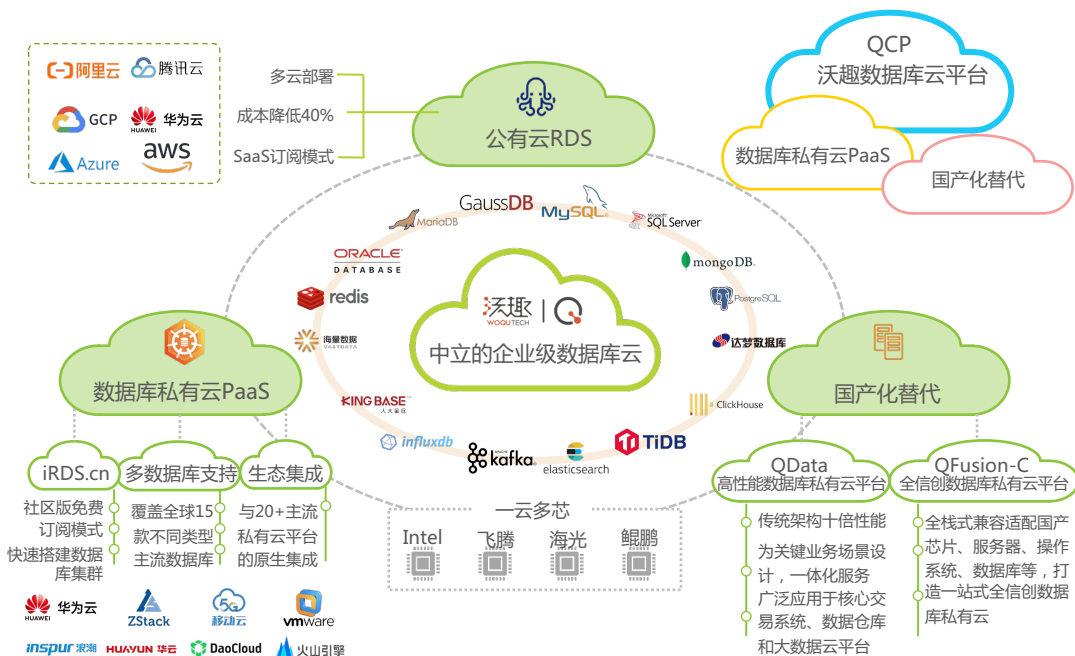 阿里云
腾讯云
GCP
HUAWEI
华为云
Azure
aws
多云部署
成本降低40%
SaaS订阅模式
公有云RDS
QCP
沃趣数据库云平台
数据库私有云PaaS
国产化替代
GaussDB
MySQL
MariaDB
Microsoft
SQL Server
ORACLE
DATABASE
mongoDB
redis
PostgreSQL
海量数据
VASTDATA
达梦数据库
KINGBASE
人大金仓
ClickHouse
influxdb
kafka
elasticsearch
TiDB
沃趣
WOQUTECH
中立的企业级数据库云
数据库私有云PaaS
iRDS.cn
社区版免费
订阅模式
快速搭建数据
库集群
多数据库支持
覆盖全球15
款不同类型
主流数据库
生态集成
与20+主流
私有云平台
的原生集成
HUAWEI
华为云
ZStack
5G
移动云
vmware
inspur 浪潮
HUAYUN 华云
DaoCloud
火山引擎
一云多芯
Intel
飞腾
海光
鲲鹏
国产化替代
QData
高性能数据库私有云平台
传统架构十倍性能
为关键业务场景设
计，一体化服务
广泛应用于核心交
易系统、数据仓库
和大数据云平台
QFusion-C
全信创数据库私有云平台
全栈式兼容适配国产
芯片、服务器、操作
系统、数据库等，打
造一站式全信创数据
库私有云